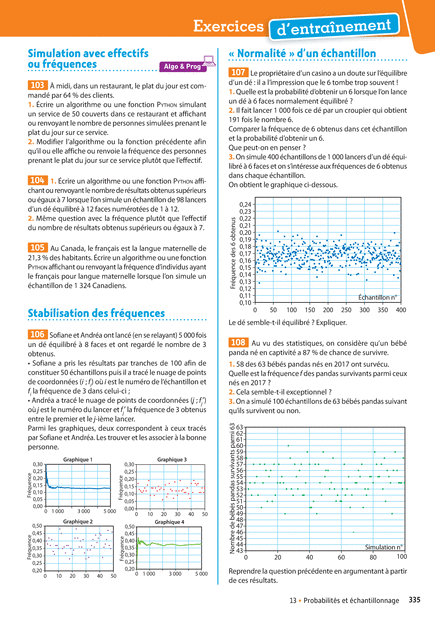 Exercices d'entraînement
Simulation avec effectifs
ou fréquences
Algo & Prog
103 À midi, dans un restaurant, le plat du jour est com-
mandé par 64 % des clients.
1. Écrire un algorithme ou une fonction PYTHON simulant
un service de 50 couverts dans ce restaurant et affichant
ou renvoyant le nombre de personnes simulées prenant le
plat du jour sur ce service.
2. Modifier l'algorithme ou la fonction précédente afin
qu'il ou elle affiche ou renvoie la fréquence des personnes
prenant le plat du jour sur ce service plutôt que l'effectif.
104 1. Écrire un algorithme ou une fonction PYTHON affi-
chant ou renvoyant le nombre de résultats obtenus supérieurs
ou égaux à 7 lorsque l'on simule un échantillon de 98 lancers
d'un dé équilibré à 12 faces numérotées de 1 à 12.
2. Même question avec la fréquence plutôt que l'effectif
du nombre de résultats obtenus supérieurs ou égaux à 7.
105 Au Canada, le français est la langue maternelle de
21,3 % des habitants. Écrire un algorithme ou une fonction
PYTHON affichant ou renvoyant la fréquence d'individus ayant
le français pour langue maternelle lorsque l'on simule un
échantillon de 1 324 Canadiens.
Stabilisation des fréquences
106 Sofiane et Andréa ont lancé (en se relayant) 5 000 fois
un dé équilibré à 8 faces et ont regardé le nombre de 3
obtenus.
• Sofiane a pris les résultats par tranches de 100 afin de
constituer 50 échantillons puis il a tracé le nuage de points
de coordonnées (i ; fi) où i est le numéro de l'échantillon et
fi la fréquence de 3 dans celui-ci ;
• Andréa a tracé le nuage de points de coordonnées (j ; fj')
où j est le numéro du lancer et fj' la fréquence de 3 obtenus
entre le premier et le j-ième lancer.
Parmi les graphiques, deux correspondent à ceux tracés
par Sofiane et Andréa. Les trouver et les associer à la bonne
personne.
Graphique 1
Fréquence
0,30
0,25
0,20
0,15
0,10
0,05
0,00
0 1 000 3 000 5 000
Graphique 3
Fréquence
0,30
0,25
0,20
0,15
0,10
0,05
0,00
0 10 20 30 40 50
Graphique 2
Fréquence
0,50
0,45
0,40
0,35
0,30
0,25
0,20
0 10 20 30 40 50
Graphique 4
Fréquence
0,50
0,45
0,40
0,35
0,30
0,25
0,20
0 1 000 3 000 5 000
« Normalité » d'un échantillon
107 Le propriétaire d'un casino a un doute sur l'équilibre
d'un dé : il a l'impression que le 6 tombe trop souvent !
1. Quelle est la probabilité d'obtenir un 6 lorsque l'on lance
un dé à 6 faces normalement équilibré ?
2. Il fait lancer 1 000 fois ce dé par un croupier qui obtient
191 fois le nombre 6.
Comparer la fréquence de 6 obtenus dans cet échantillon
et la probabilité d'obtenir un 6.
Que peut-on en penser ?
3. On simule 400 échantillons de 1 000 lancers d'un dé équi-
libré à 6 faces et on s'intéresse aux fréquences de 6 obtenus
dans chaque échantillon.
On obtient le graphique ci-dessous.
Fréquence des 6 obtenus
0,24
0,23
0,22
0,21
0,20
0,19
0,18
0,17
0,16
0,15
0,14
0,13
0,12
0,11
0,10
Échantillon n°
0 50 100 150 200 250 300 350 400
Le dé semble-t-il équilibré ? Expliquer.
108 Au vu des statistiques, on considère qu'un bébé
panda né en captivité a 87 % de chance de survivre.
1. 58 des 63 bébés pandas nés en 2017 ont survécu.
Quelle est la fréquence f des pandas survivants parmi ceux
nés en 2017 ?
2. Cela semble-t-il exceptionnel ?
3. On a simulé 100 échantillons de 63 bébés pandas suivant
qu'ils survivent ou non.
Nombre de bébés pandas survivants parmi 63
63
62
61
60
59
58
57
56
55
54
53
52
51
50
49
48
47
46
45
44
43
Simulation n°
0 20 40 60 80 100
Reprendre la question précédente en argumentant à partir
de ces résultats.
13 • Probabilités et échantillonnage 335